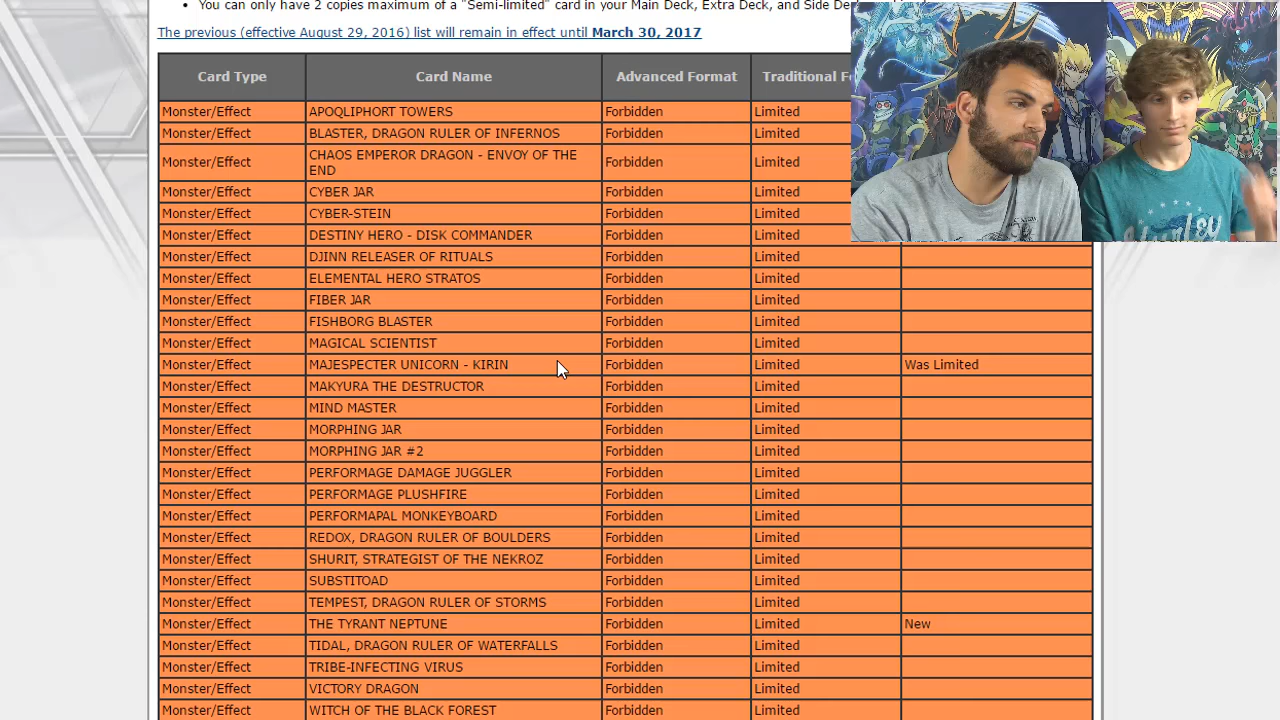 You can only have 2 copies maximum of a "Semi-limited" card in your Main Deck, Extra Deck, and Side
The previous (effective August 29, 2016) list will remain in effect until March 30, 2017
Card Type Card Name Advanced Format Traditional
Monster/Effect APOQLIPHORT TOWERS Forbidden Limited
Monster/Effect BLASTER, DRAGON RULER OF INFERNOS Forbidden Limited
Monster/Effect CHAOS EMPEROR DRAGON - ENVOY OF THE
END Forbidden Limited
Monster/Effect CYBER JAR Forbidden Limited
Monster/Effect CYBER-STEIN Forbidden Limited
Monster/Effect DESTINY HERO - DISK COMMANDER Forbidden Limited
Monster/Effect DJINN RELEASER OF RITUALS Forbidden Limited
Monster/Effect ELEMENTAL HERO STRATOS Forbidden Limited
Monster/Effect FIBER JAR Forbidden Limited
Monster/Effect FISHBORG BLASTER Forbidden Limited
Monster/Effect MAGICAL SCIENTIST Forbidden Limited
Monster/Effect MAJESPECTER UNICORN - KIRIN Forbidden Limited Was Limited
Monster/Effect MAKYURA THE DESTRUCTOR Forbidden Limited
Monster/Effect MIND MASTER Forbidden Limited
Monster/Effect MORPHING JAR Forbidden Limited
Monster/Effect MORPHING JAR #2 Forbidden Limited
Monster/Effect PERFORMAGE DAMAGE JUGGLER Forbidden Limited
Monster/Effect PERFORMAGE PLUSHFIRE Forbidden Limited
Monster/Effect PERFORMAPAL MONKEYBOARD Forbidden Limited
Monster/Effect REDOX, DRAGON RULER OF BOULDERS Forbidden Limited
Monster/Effect SHURIT, STRATEGIST OF THE NEKROZ Forbidden Limited
Monster/Effect SUBSTITOAD Forbidden Limited
Monster/Effect TEMPEST, DRAGON RULER OF STORMS Forbidden Limited
Monster/Effect THE TYRANT NEPTUNE Forbidden Limited New
Monster/Effect TIDAL, DRAGON RULER OF WATERFALLS Forbidden Limited
Monster/Effect TRIBE-INFECTING VIRUS Forbidden Limited
Monster/Effect VICTORY DRAGON Forbidden Limited
Monster/Effect WITCH OF THE BLACK FOREST Forbidden Limited